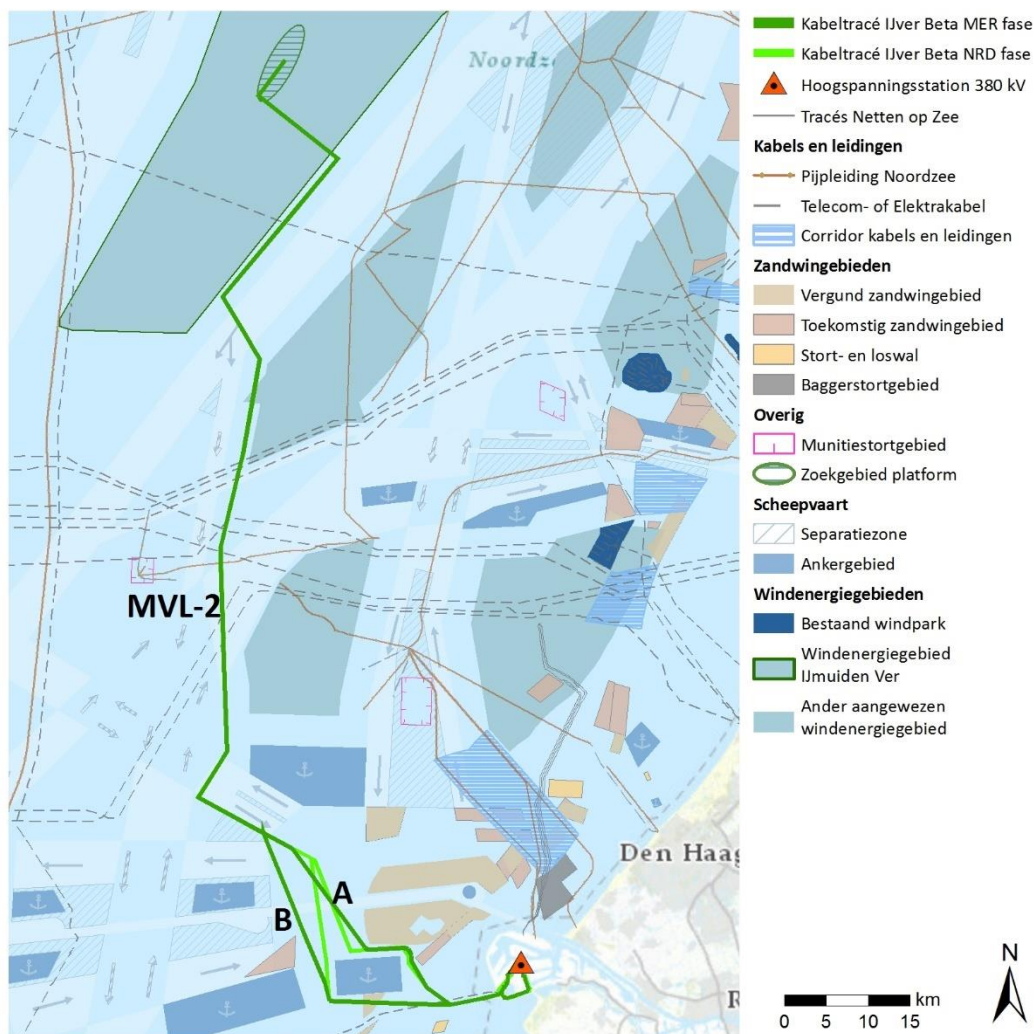 Noordze
MVL-2
A
B
Den Haag
R
Kabeltracé IJver Beta MER fase
Kabeltracé IJver Beta NRD fase
Hoogspanningsstation 380 kV
Tracés Netten op Zee
Kabels en leidingen
Pijpleiding Noordzee
Telecom- of Elektrakabel
Corridor kabels en leidingen
Zandwingebieden
Vergund zandwingebied
Toekomstig zandwingebied
Stort- en loswal
Baggerstortgebied
Overig
Munitiestortgebied
Zoekgebied platform
Scheepvaart
Separatiezone
Ankergebied
Windenergiegebieden
Bestaand windpark
Windenergiegebied
IJmuiden Ver
Ander aangewezen
windenergiegebied
N
km
0 5 10 15